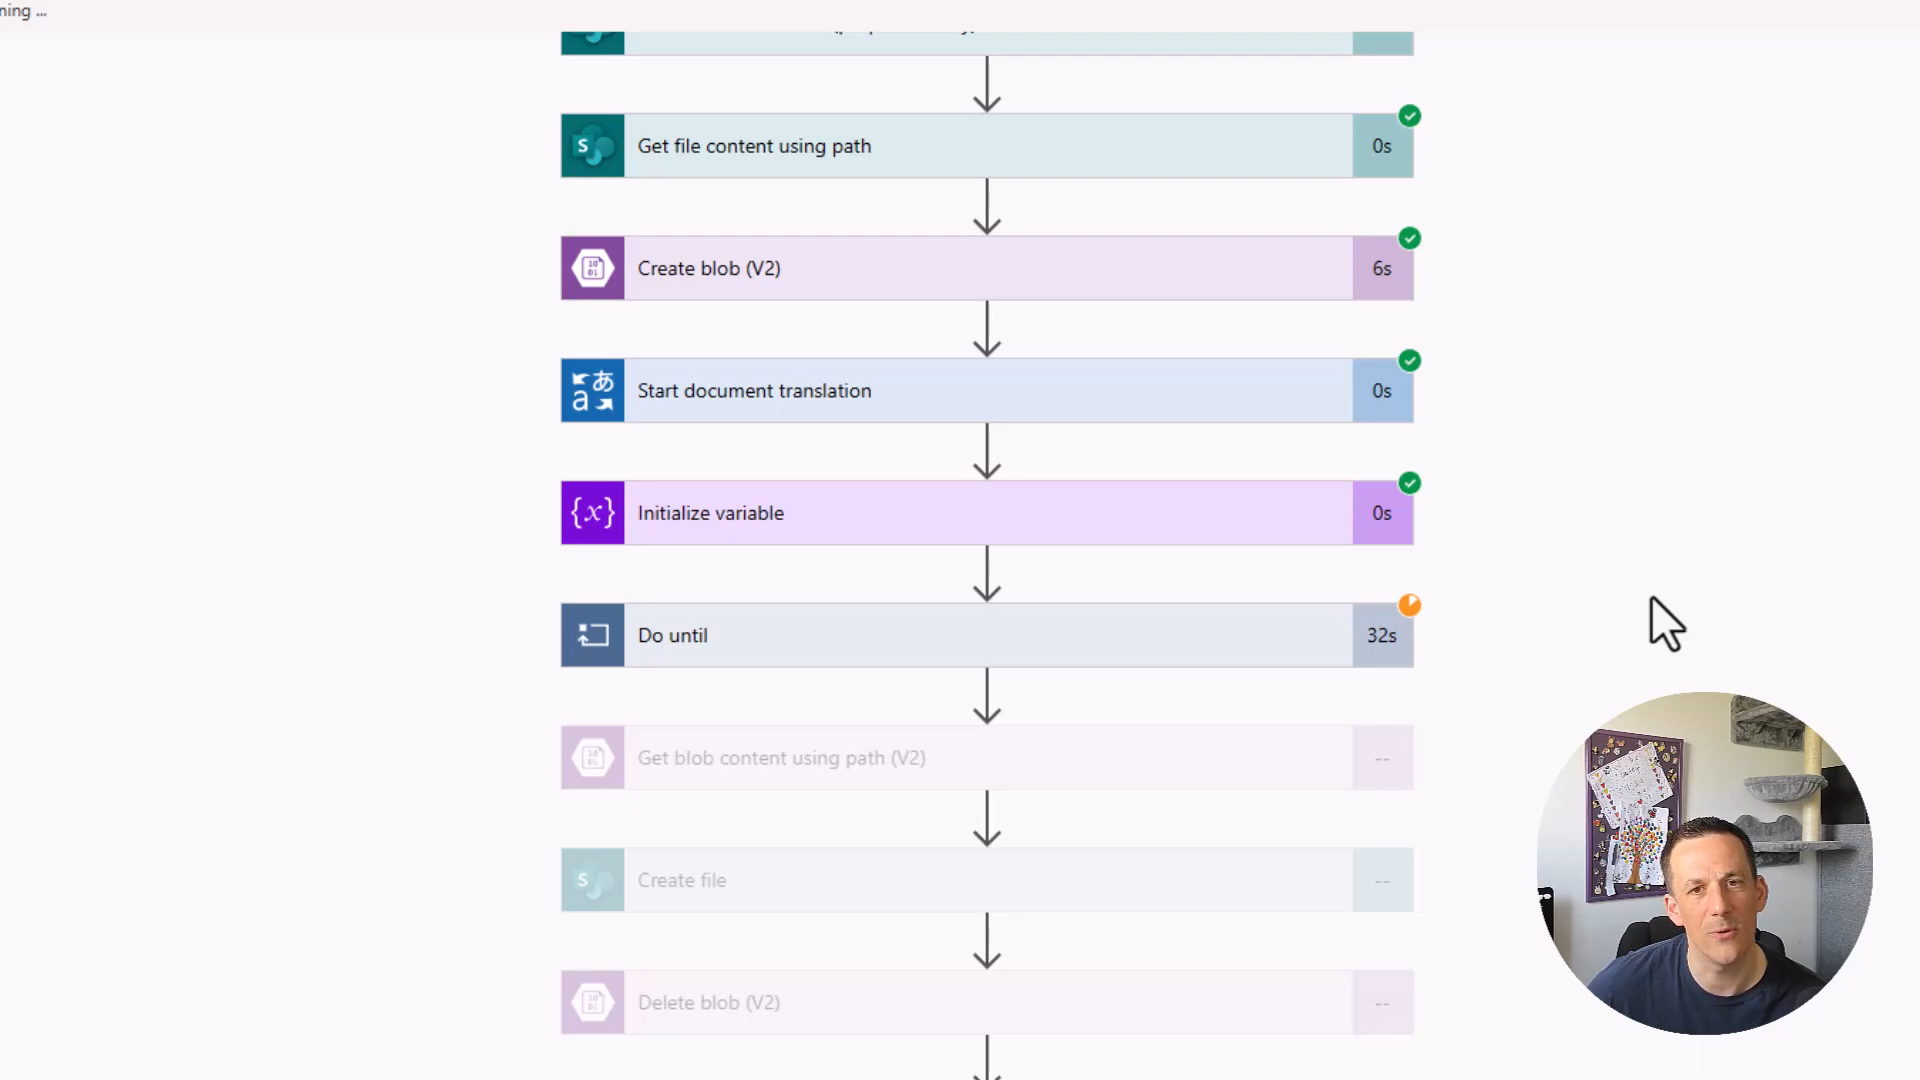 ning ...
Get file content using path
0s
Create blob (V2)
6s
Start document translation
0s
Initialize variable
0s
Do until
32s
Get blob content using path (V2)
--
Create file
--
Delete blob (V2)
--